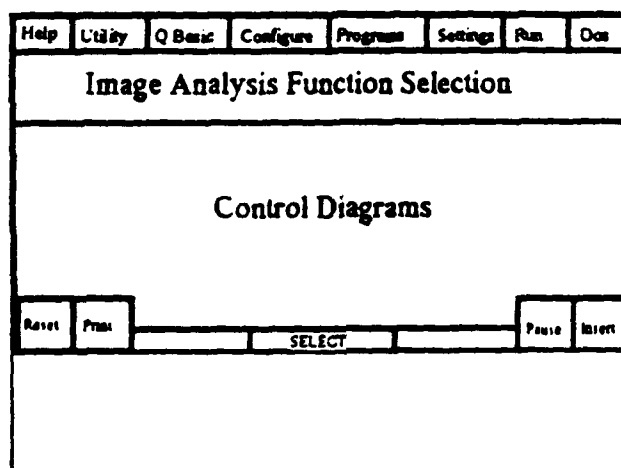 Help Utility Q Basic Configure Programs Settings Run Dos
Image Analysis Function Selection
Control Diagrams
Reset Print Pause Insert
SELECT